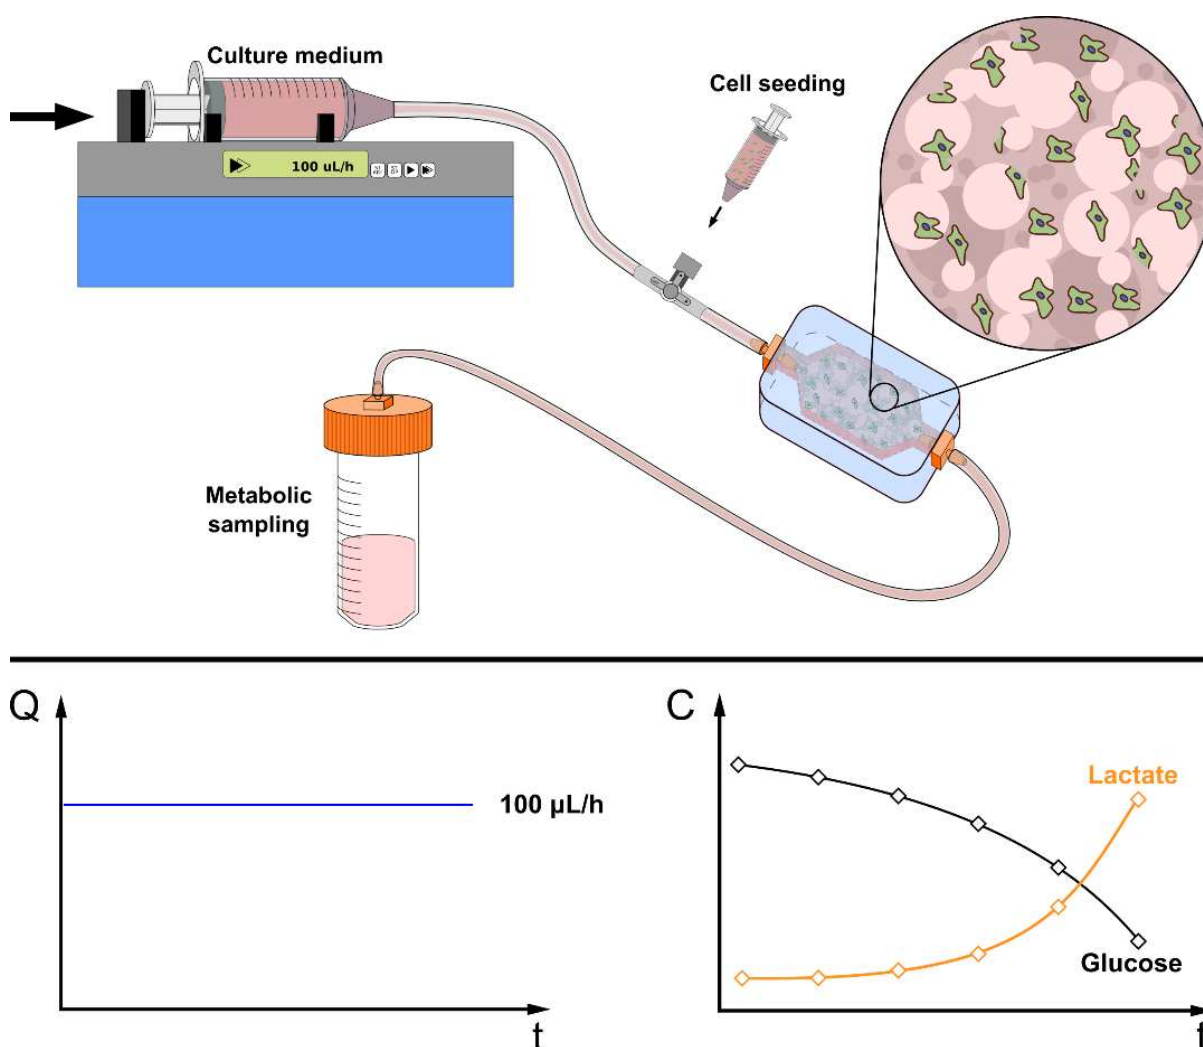 Culture medium
Cell seeding
100 uL/h
Metabolic
sampling
Q
100 µL/h
t
C
Lactate
Glucose
t